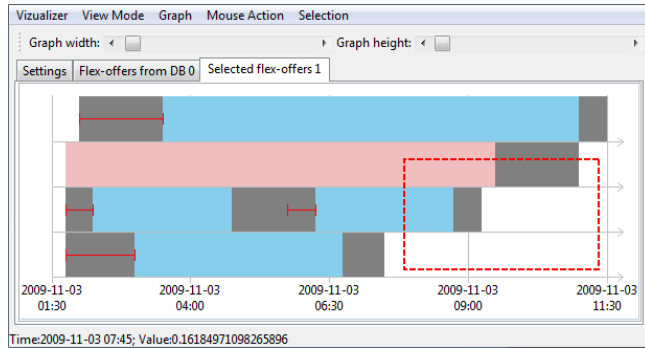 Vizualizer View Mode Graph Mouse Action Selection
Graph width: Graph height:
Settings Flex-offers from DB 0 Selected flex-offers 1
2009-11-03 2009-11-03 2009-11-03 2009-11-03 2009-11-03
01:30 04:00 06:30 09:00 11:30
Time:2009-11-03 07:45; Value:0.16184971098265896